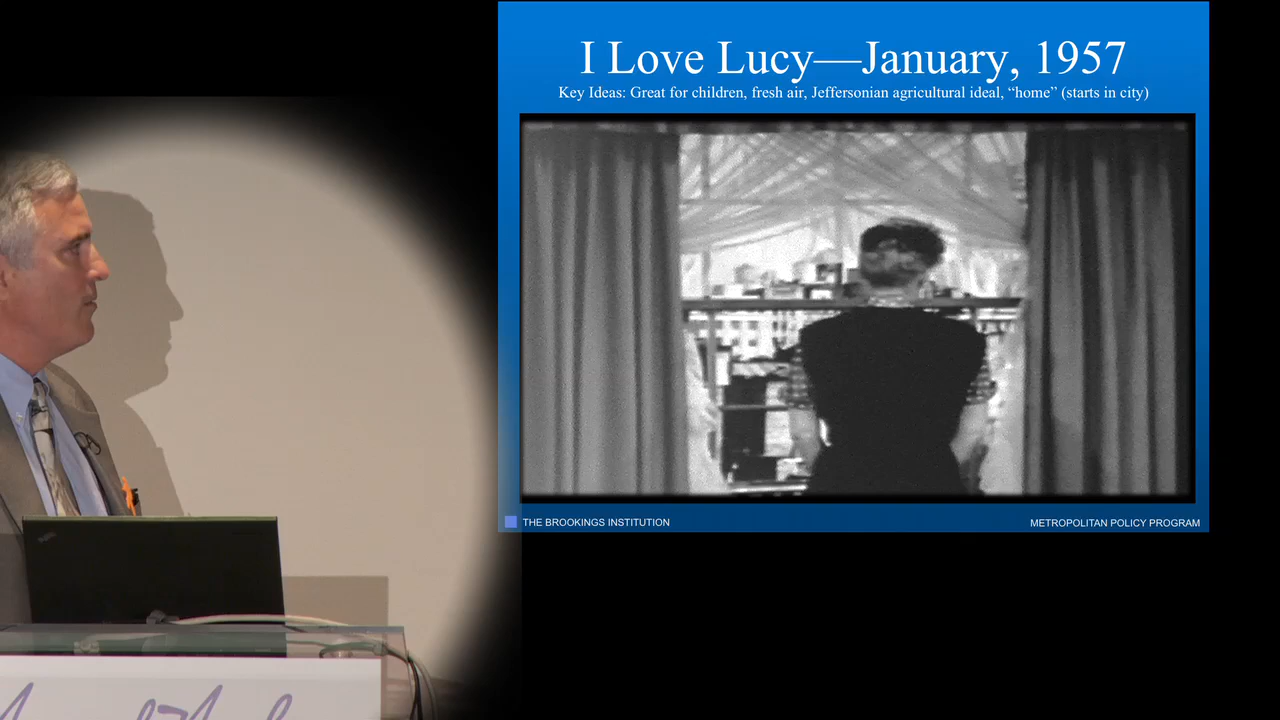 I Love Lucy—January, 1957
Key Ideas: Great for children, fresh air, Jeffersonian agricultural ideal, “home” (starts in city)
THE BROOKINGS INSTITUTION
METROPOLITAN POLICY PROGRAM